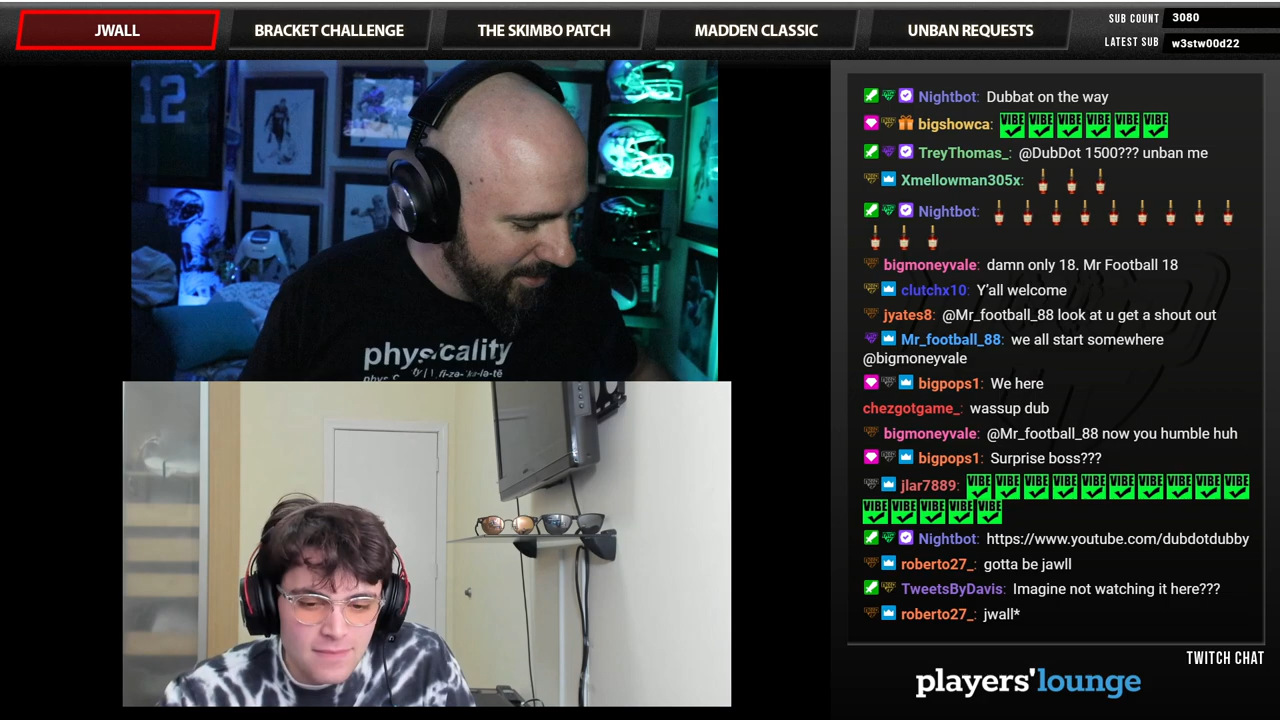 JWALL
BRACKET CHALLENGE
THE SKIMBO PATCH
MADDEN CLASSIC
UNBAN REQUESTS
SUB COUNT 3080
LATEST SUB w3stw00d22
12
physicality
Nightbot: Dubbat on the way
bigshowca: VIBE VIBE VIBE VIBE VIBE VIBE
TreyThomas_: @DubDot 1500??? unban me
Xmellowman305x:
Nightbot:
bigmoneyvale: damn only 18. Mr Football 18
clutchx10: Y'all welcome
jyates8: @Mr_football_88 look at u get a shout out
Mr_football_88: we all start somewhere
@bigmoneyvale
bigpops1: We here
chezgotgame_: wassup dub
bigmoneyvale: @Mr_football_88 now you humble huh
bigpops1: Surprise boss???
jlar7889: VIBE VIBE VIBE VIBE VIBE VIBE VIBE VIBE VIBE VIBE
VIBE VIBE VIBE VIBE VIBE
Nightbot: https://www.youtube.com/dubdotdubby
roberto27_: gotta be jawll
TweetsByDavis: Imagine not watching it here???
roberto27_: jwall*
TWITCH CHAT
players'lounge